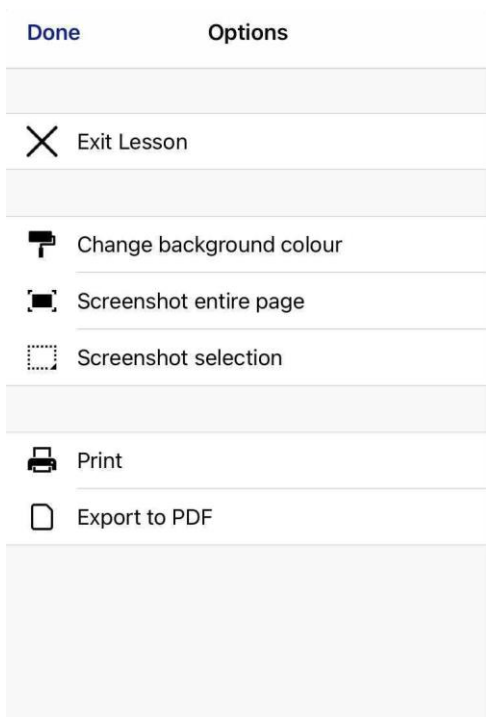 Done Options
Exit Lesson
Change background colour
Screenshot entire page
Screenshot selection
Print
Export to PDF